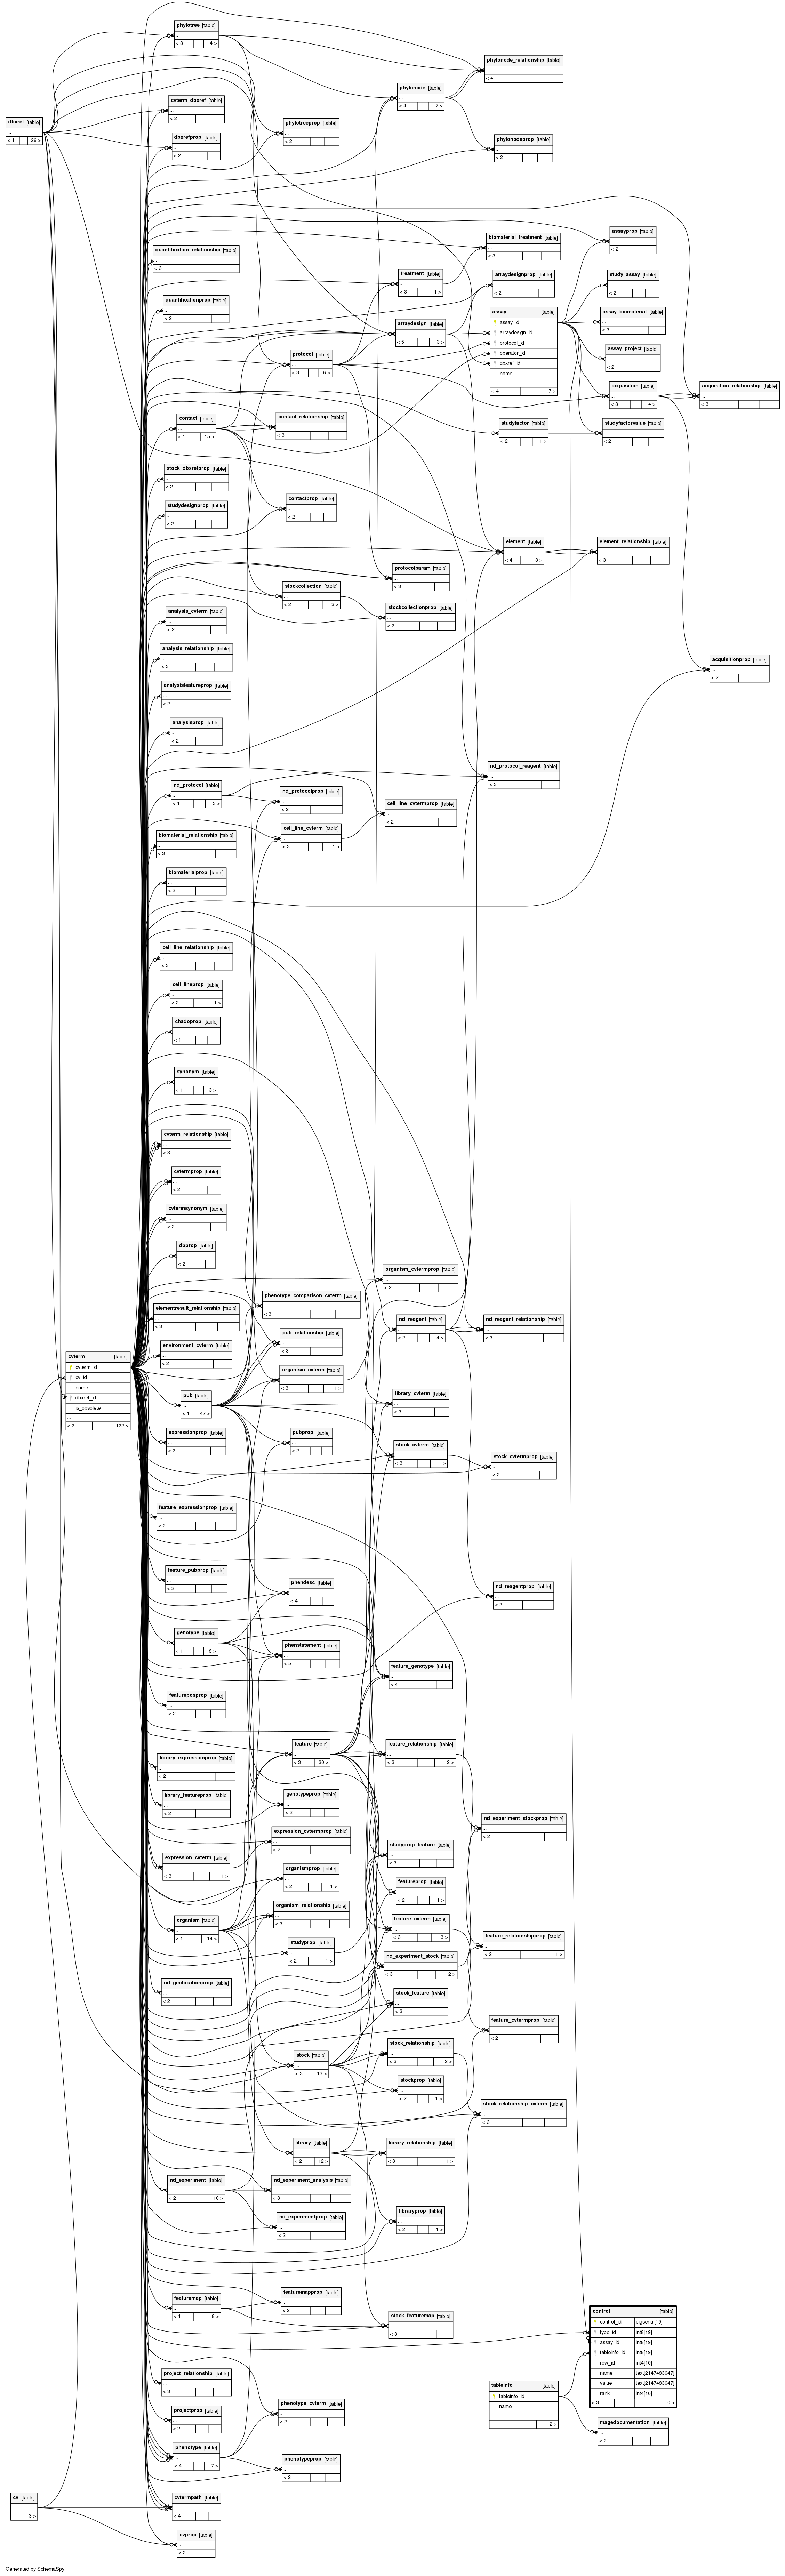 phylotree [table]
...
< 3 4 >
phylonode_relationship [table]
...
< 4
phylonode [table]
...
< 4 7 >
cvterm_dbxref [table]
...
< 2
dbxref [table]
...
< 1 26 >
phylotreeprop [table]
...
< 2
dbxrefprop [table]
...
< 2
phylonodeprop [table]
...
< 2
assayprop [table]
...
< 2
biomaterial_treatment [table]
...
< 3
quantification_relationship [table]
...
< 3
treatment [table]
...
< 3 1 >
arraydesignprop [table]
...
< 2
study_assay [table]
...
< 2
quantificationprop [table]
...
< 2
assay [table]
assay_id
arraydesign_id
protocol_id
operator_id
dbxref_id
name
...
< 4 7 >
assay_biomaterial [table]
...
< 3
arraydesign [table]
...
< 5 3 >
assay_project [table]
...
< 2
protocol [table]
...
< 3 6 >
acquisition [table]
...
< 3 4 >
acquisition_relationship [table]
...
< 3
contact [table]
...
< 1 15 >
contact_relationship [table]
...
< 3
studyfactor [table]
...
< 2 1 >
studyfactorvalue [table]
...
< 2
stock_dbxrefprop [table]
...
< 2
contactprop [table]
...
< 2
studydesignprop [table]
...
< 2
element [table]
...
< 4 3 >
element_relationship [table]
...
< 3
protocolparam [table]
...
< 3
stockcollection [table]
...
< 2 3 >
stockcollectionprop [table]
...
< 2
analysis_cvterm [table]
...
< 2
analysis_relationship [table]
...
< 3
acquisitionprop [table]
...
< 2
analysisfeatureprop [table]
...
< 2
analysisprop [table]
...
< 2
nd_protocol_reagent [table]
...
< 3
nd_protocol [table]
...
< 1 3 >
nd_protocolprop [table]
...
< 2
cell_line_cvtermprop [table]
...
< 2
biomaterial_relationship [table]
...
< 3
cell_line_cvterm [table]
...
< 3 1 >
biomaterialprop [table]
...
< 2
cell_line_relationship [table]
...
< 3
cell_lineprop [table]
...
< 2 1 >
chadoprop [table]
...
< 1
synonym [table]
...
< 1 3 >
cvterm_relationship [table]
...
< 3
cvtermprop [table]
...
< 2
cvtermsynonym [table]
...
< 2
dbprop [table]
...
< 2
organism_cvtermprop [table]
...
< 2
elementresult_relationship [table]
...
< 3
phenotype_comparison_cvterm [table]
...
< 3
nd_reagent [table]
...
< 2 4 >
nd_reagent_relationship [table]
...
< 3
environment_cvterm [table]
...
< 2
pub_relationship [table]
...
< 3
cvterm [table]
cvterm_id
cv_id
name
dbxref_id
is_obsolete
...
< 2 122 >
organism_cvterm [table]
...
< 3 1 >
pub [table]
...
< 1 47 >
library_cvterm [table]
...
< 3
expressionprop [table]
...
< 2
pubprop [table]
...
< 2
stock_cvterm [table]
...
< 3 1 >
stock_cvtermprop [table]
...
< 2
feature_expressionprop [table]
...
< 2
feature_pubprop [table]
...
< 2
phendesc [table]
...
< 4
nd_reagentprop [table]
...
< 2
genotype [table]
...
< 1 8 >
phenstatement [table]
...
< 5
feature_genotype [table]
...
< 4
featureposprop [table]
...
< 2
feature [table]
...
< 3 30 >
feature_relationship [table]
...
< 3 2 >
library_expressionprop [table]
...
< 2
library_featureprop [table]
...
< 2
genotypeprop [table]
...
< 2
nd_experiment_stockprop [table]
...
< 2
expression_cvtermprop [table]
...
< 2
studyprop_feature [table]
...
< 3
expression_cvterm [table]
...
< 3 1 >
organismprop [table]
...
< 2 1 >
featureprop [table]
...
< 2 1 >
organism_relationship [table]
...
< 3
organism [table]
...
< 1 14 >
feature_cvterm [table]
...
< 3 3 >
feature_relationshipprop [table]
...
< 2 1 >
studyprop [table]
...
< 2 1 >
nd_experiment_stock [table]
...
< 3 2 >
nd_geolocationprop [table]
...
< 2
stock_feature [table]
...
< 3
feature_cvtermprop [table]
...
< 2
stock [table]
...
< 3 13 >
stock_relationship [table]
...
< 3 2 >
stockprop [table]
...
< 2 1 >
stock_relationship_cvterm [table]
...
< 3
library [table]
...
< 2 12 >
library_relationship [table]
...
< 3 1 >
nd_experiment [table]
...
< 2 10 >
nd_experiment_analysis [table]
...
< 3
nd_experimentprop [table]
...
< 2
libraryprop [table]
...
< 2 1 >
featuremap [table]
...
< 1 8 >
featuremapprop [table]
...
< 2
stock_featuremap [table]
...
< 3
control [table]
control_id bigserial[19]
type_id int8[19]
assay_id int8[19]
tableinfo_id int8[19]
row_id int4[10]
name text[2147483647]
value text[2147483647]
rank int4[10]
< 3 0 >
project_relationship [table]
...
< 3
tableinfo [table]
tableinfo_id
name
...
2 >
projectprop [table]
...
< 2
phenotype_cvterm [table]
...
< 2
magedocumentation [table]
...
< 2
phenotype [table]
...
< 4 7 >
phenotypeprop [table]
...
< 2
cv [table]
...
3 >
cvtermpath [table]
...
< 4
cvprop [table]
...
< 2
Generated by SchemaSpy